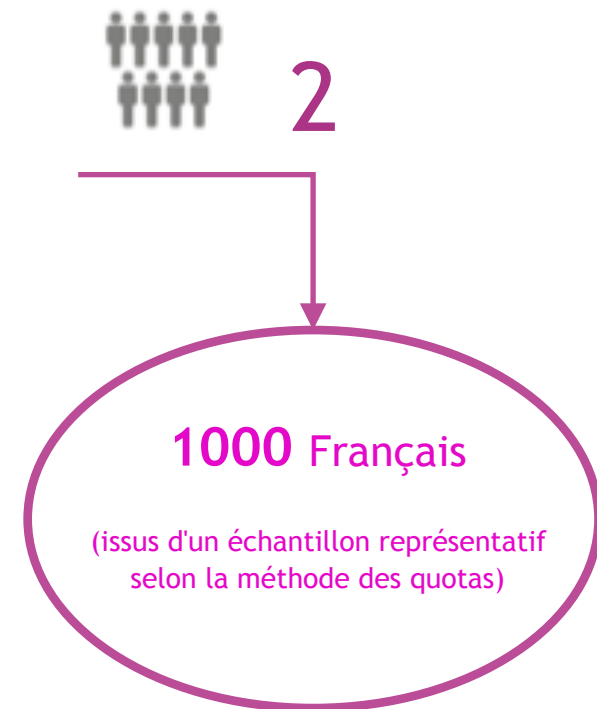 2
1000 Français
(issus d'un échantillon représentatif
selon la méthode des quotas)